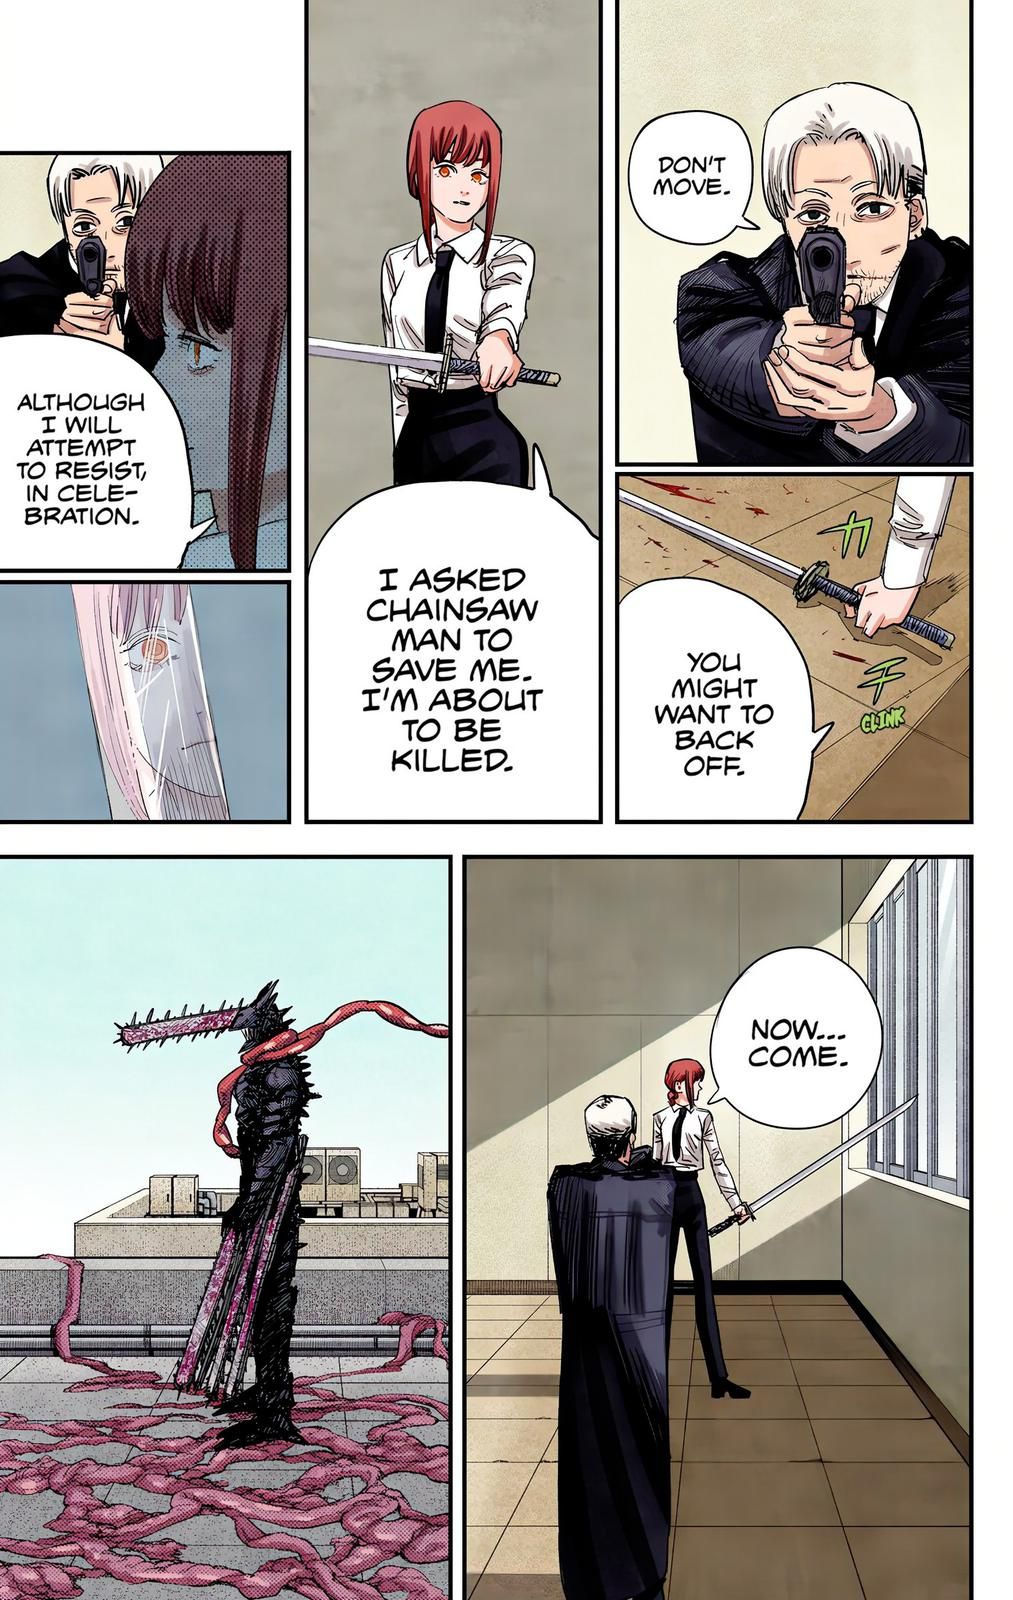 DON'T
MOVE.
カ
チ
CLINK
YOU
MIGHT
WANT TO
BACK
OFF.
I ASKED
CHAINSAW
MAN TO
SAVE ME.
I'M ABOUT
TO BE
KILLED.
ALTHOUGH
I WILL
ATTEMPT
TO RESIST,
IN CELE-
BRATION.
NOW...
COME.